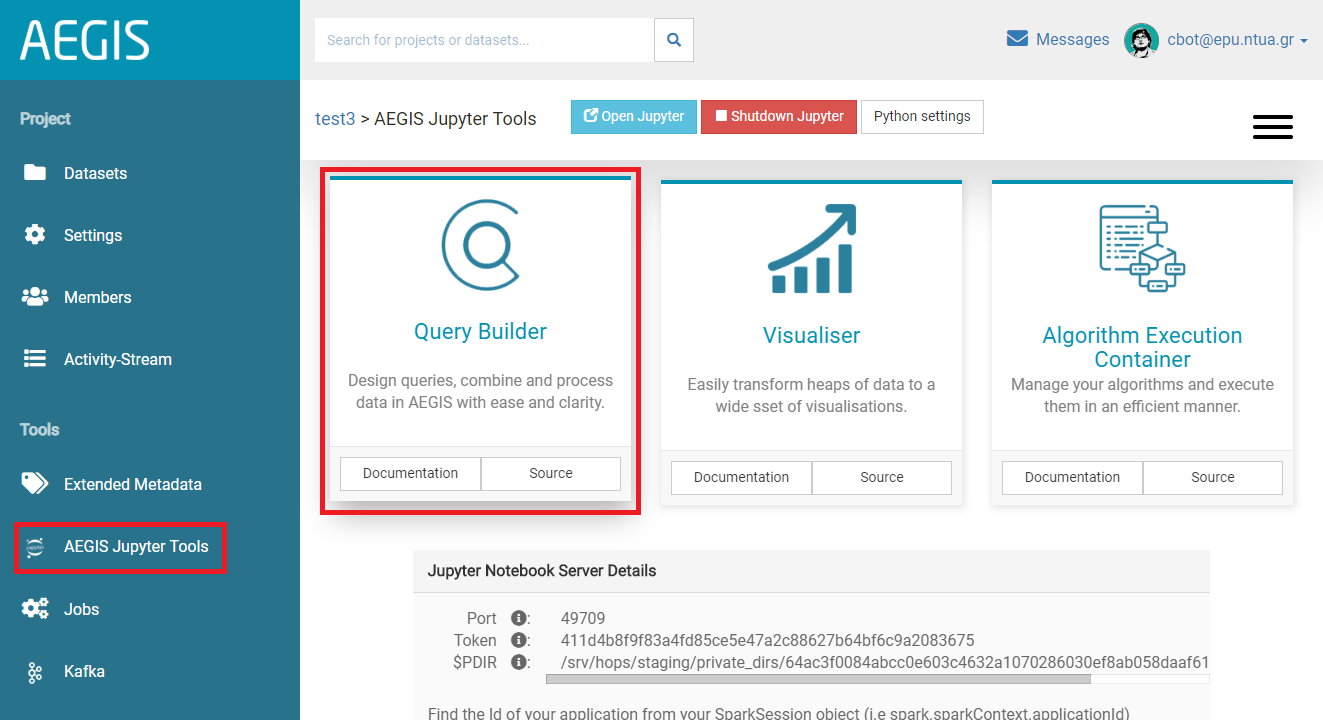 AEGIS
Search for projects or datasets...
Messages
cbot@epu.ntua.gr
Project
Datasets
Settings
Members
Activity-Stream
Tools
Extended Metadata
AEGIS Jupyter Tools
Jobs
Kafka
test3 > AEGIS Jupyter Tools
Open Jupyter
Shutdown Jupyter
Python settings
Query Builder
Design queries, combine and process
data in AEGIS with ease and clarity.
Documentation
Source
Visualiser
Easily transform heaps of data to a
wide sset of visualisations.
Documentation
Source
Algorithm Execution
Container
Manage your algorithms and execute
them in an efficient manner.
Documentation
Source
Jupyter Notebook Server Details
Port : 49709
Token : 411d4b8f9f83a4fd85ce5e47a2c88627b64bf6c9a2083675
$PDIR : /srv/hops/staging/private_dirs/64ac3f0084abcc0e603c4632a1070286030ef8ab058daaf61
Find the Id of your application from your SparkSession object (i.e spark.sparkContext.applicationId)